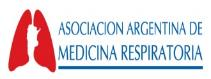 ASOCIACION ARGENTINA DE
MEDICINA RESPIRATORIA